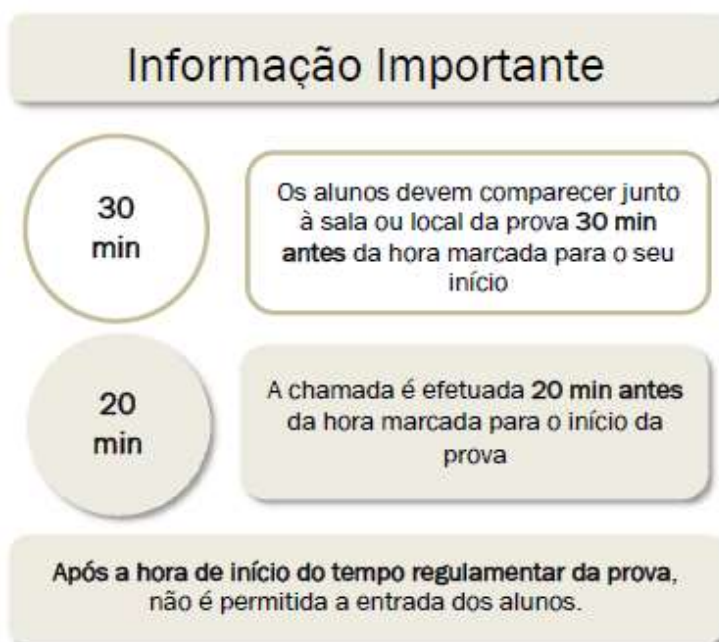 Informação Importante
30
min
Os alunos devem comparecer junto
à sala ou local da prova 30 min
antes da hora marcada para o seu
início
20
min
A chamada é efetuada 20 min antes
da hora marcada para o início da
prova
Após a hora de início do tempo regulamentar da prova,
não é permitida a entrada dos alunos.